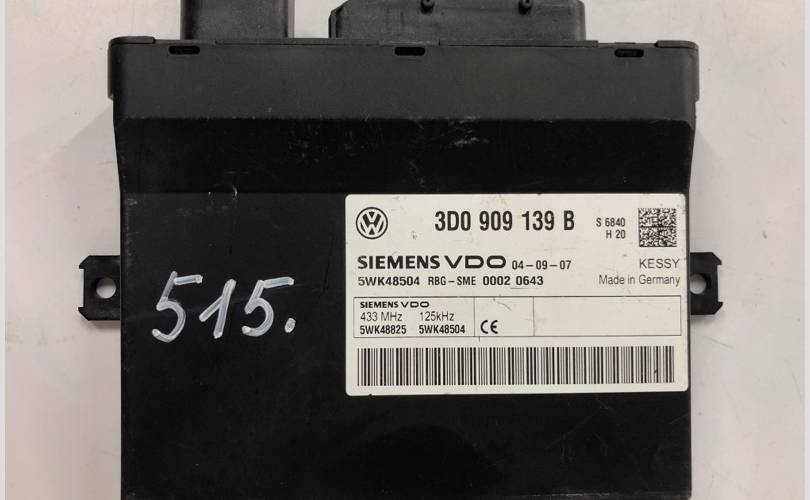 515.
VW
3D0 909 139 B
S 6840
H 20
SIEMENS VDO 04-09-07
KESSY
5WK48504 RBG-SME 0002 0643
Made in Germany
SIEMENS VDO
433 MHz 125kHz
5WK48825 5WK48504
CE